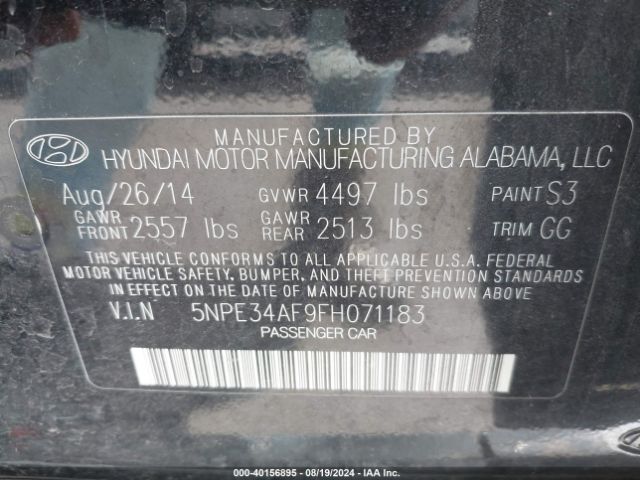 MANUFACTURED BY
HYUNDAI MOTOR MANUFACTURING ALABAMA, LLC
Aug/26/14 GVWR 4497 lbs PAINT S3
GAWR FRONT 2557 lbs GAWR REAR 2513 lbs TRIM GG
THIS VEHICLE CONFORMS TO ALL APPLICABLE U.S.A. FEDERAL
MOTOR VEHICLE SAFETY, BUMPER, AND THEFT PREVENTION STANDARDS
IN EFFECT ON THE DATE OF MANUFACTURE SHOWN ABOVE
V.I.N 5NPE34AF9FH071183
PASSENGER CAR
© COPY - 40156895 - 08/19/2024 - IAA Inc.